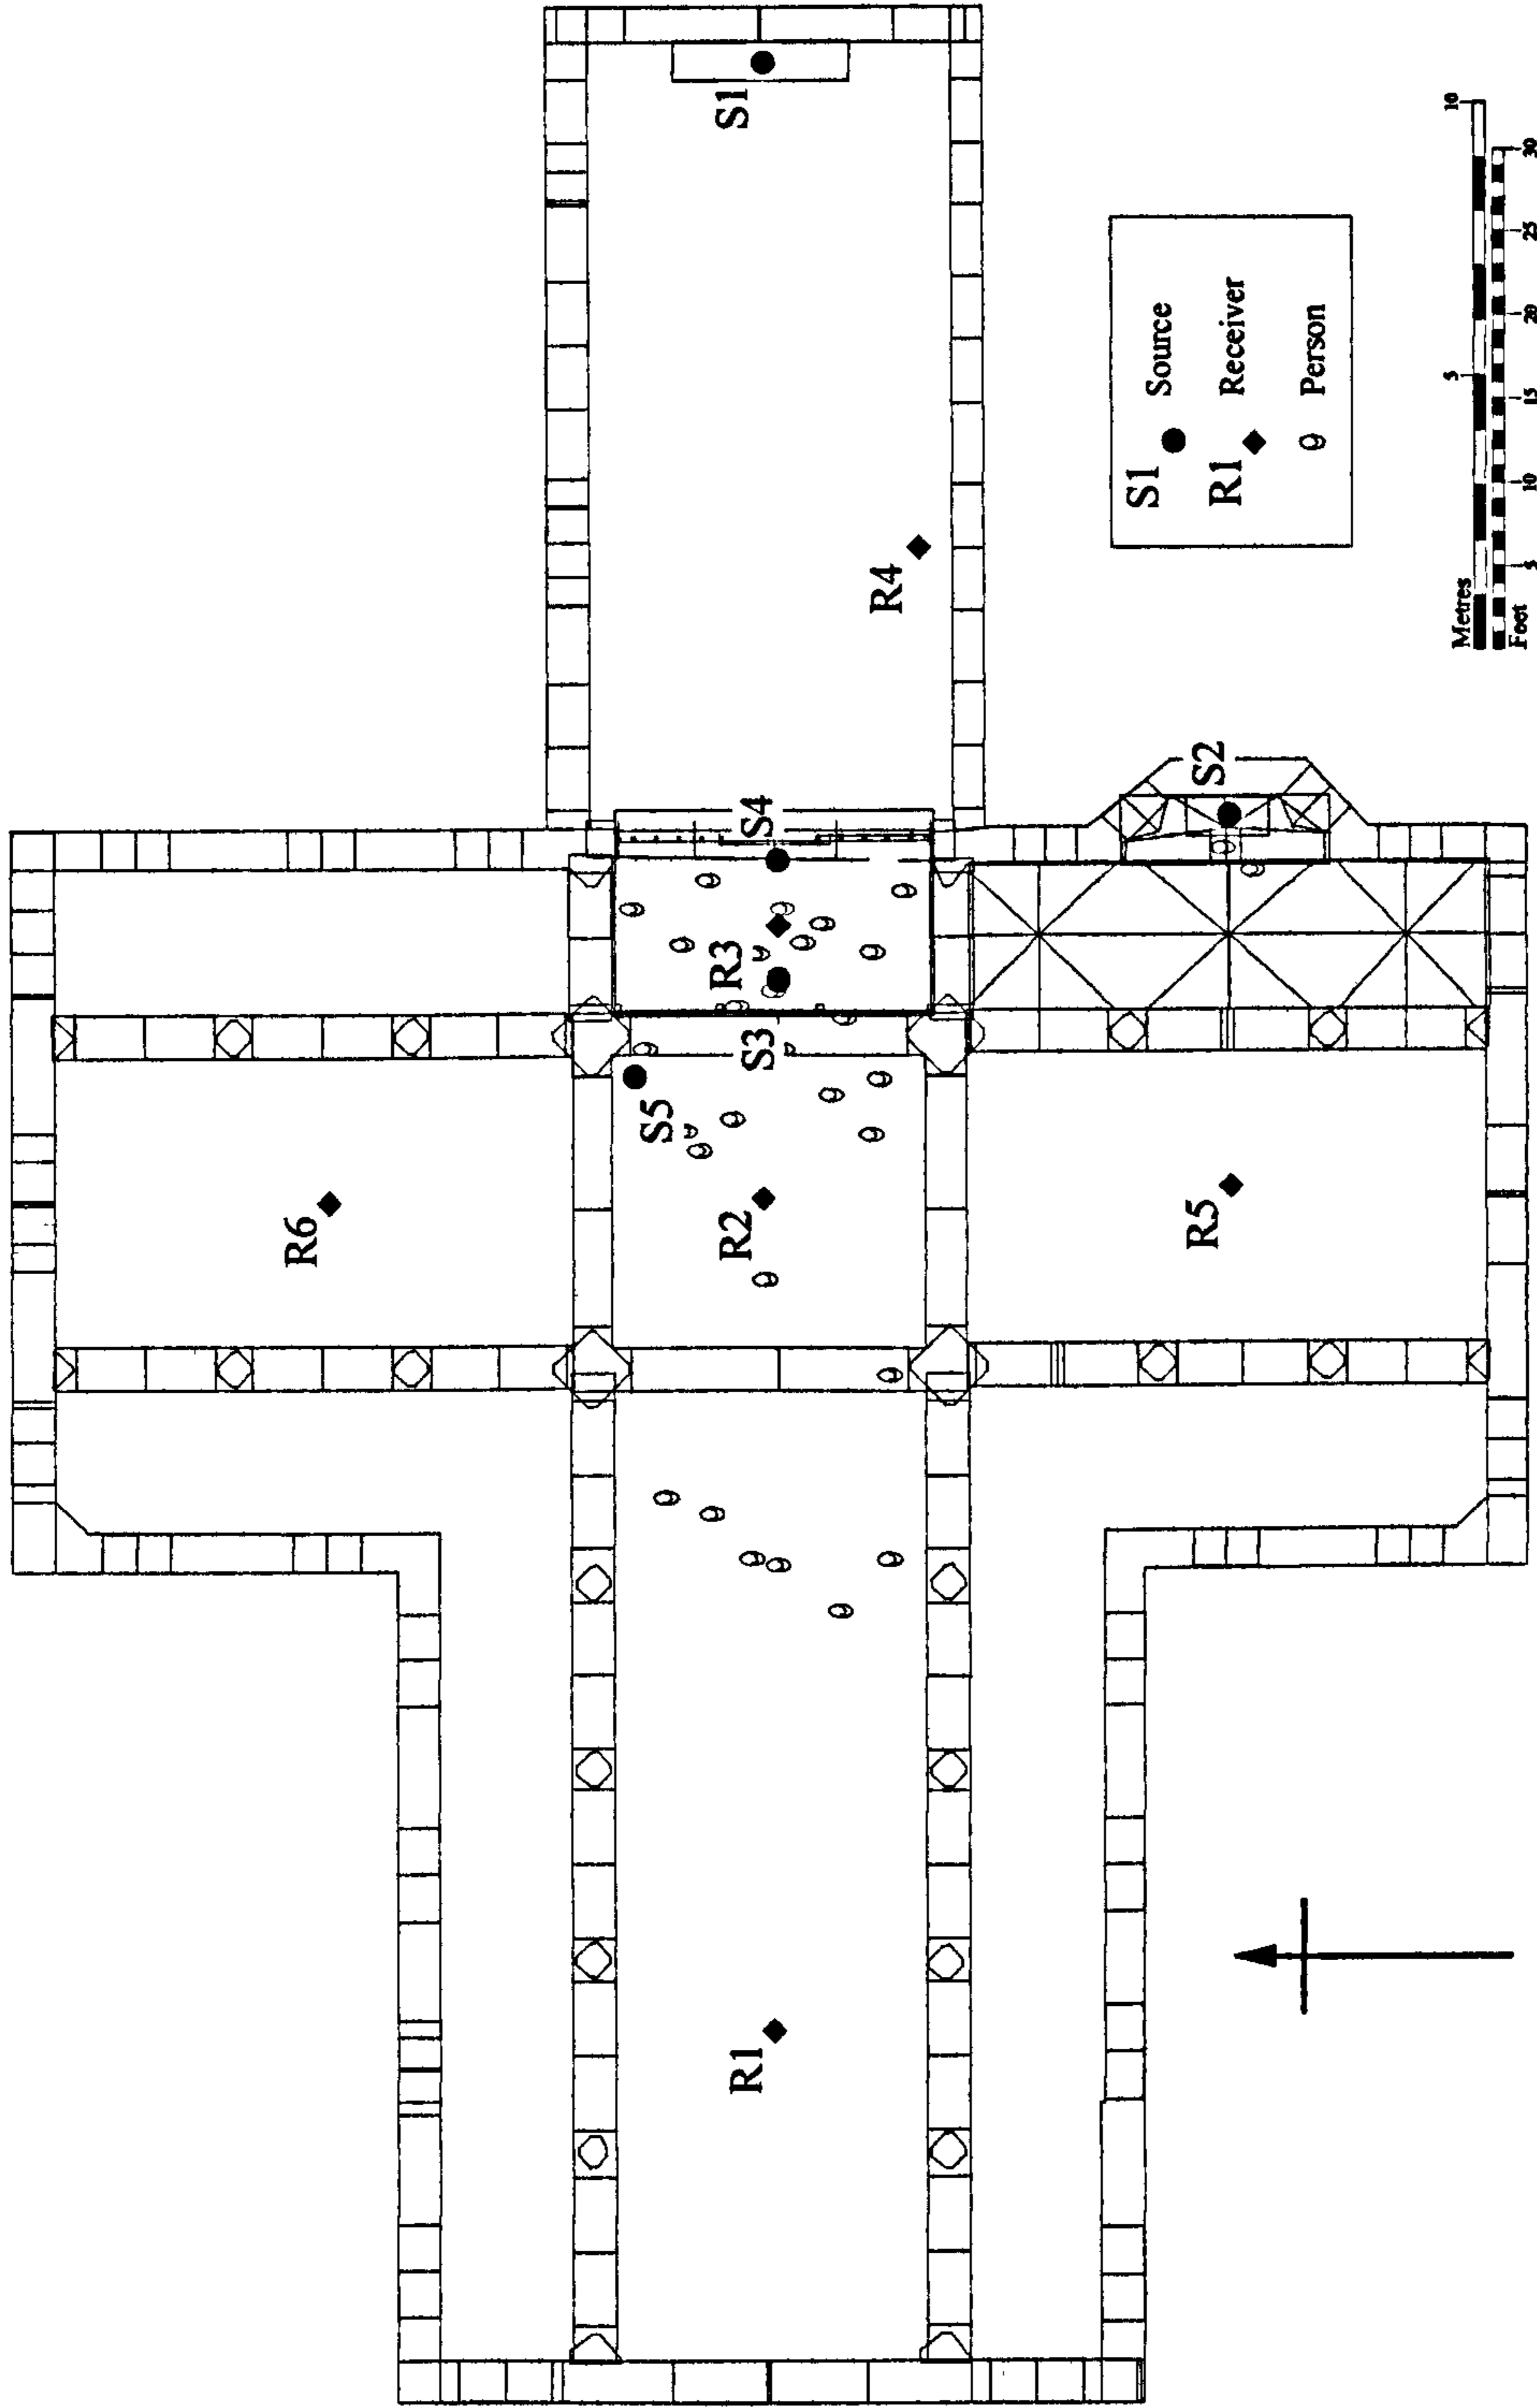 R6
S5
R1
R2
S3
R3
S4
S1
R4
R5
S2
S1 Source
R1 Receiver
Person
Metres 5 10
Feet 5 10 15 20 25 30